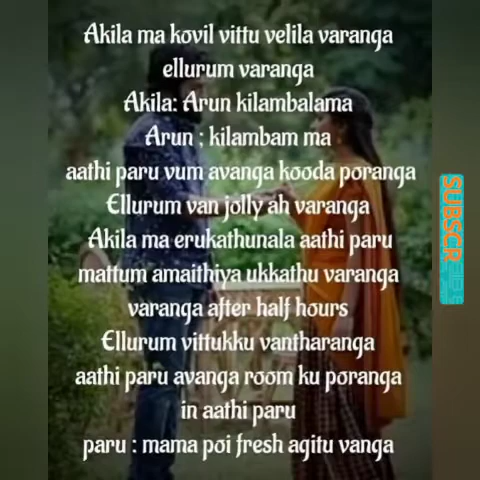 Akila ma kovil vittu velila varanga
ellurum varanga
Akila: Arun kilambalama
Arun ; kilambam ma
aathi paru vum avanga kooda poranga
Ellurum van jolly ah varanga
Akila ma erukathunala aathi paru
mattum amaithiya ukkathu varanga
varanga after half hours
Ellurum vittukku vantharanga
aathi paru avanga room ku poranga
in aathi paru
paru : mama poi fresh agitu vanga